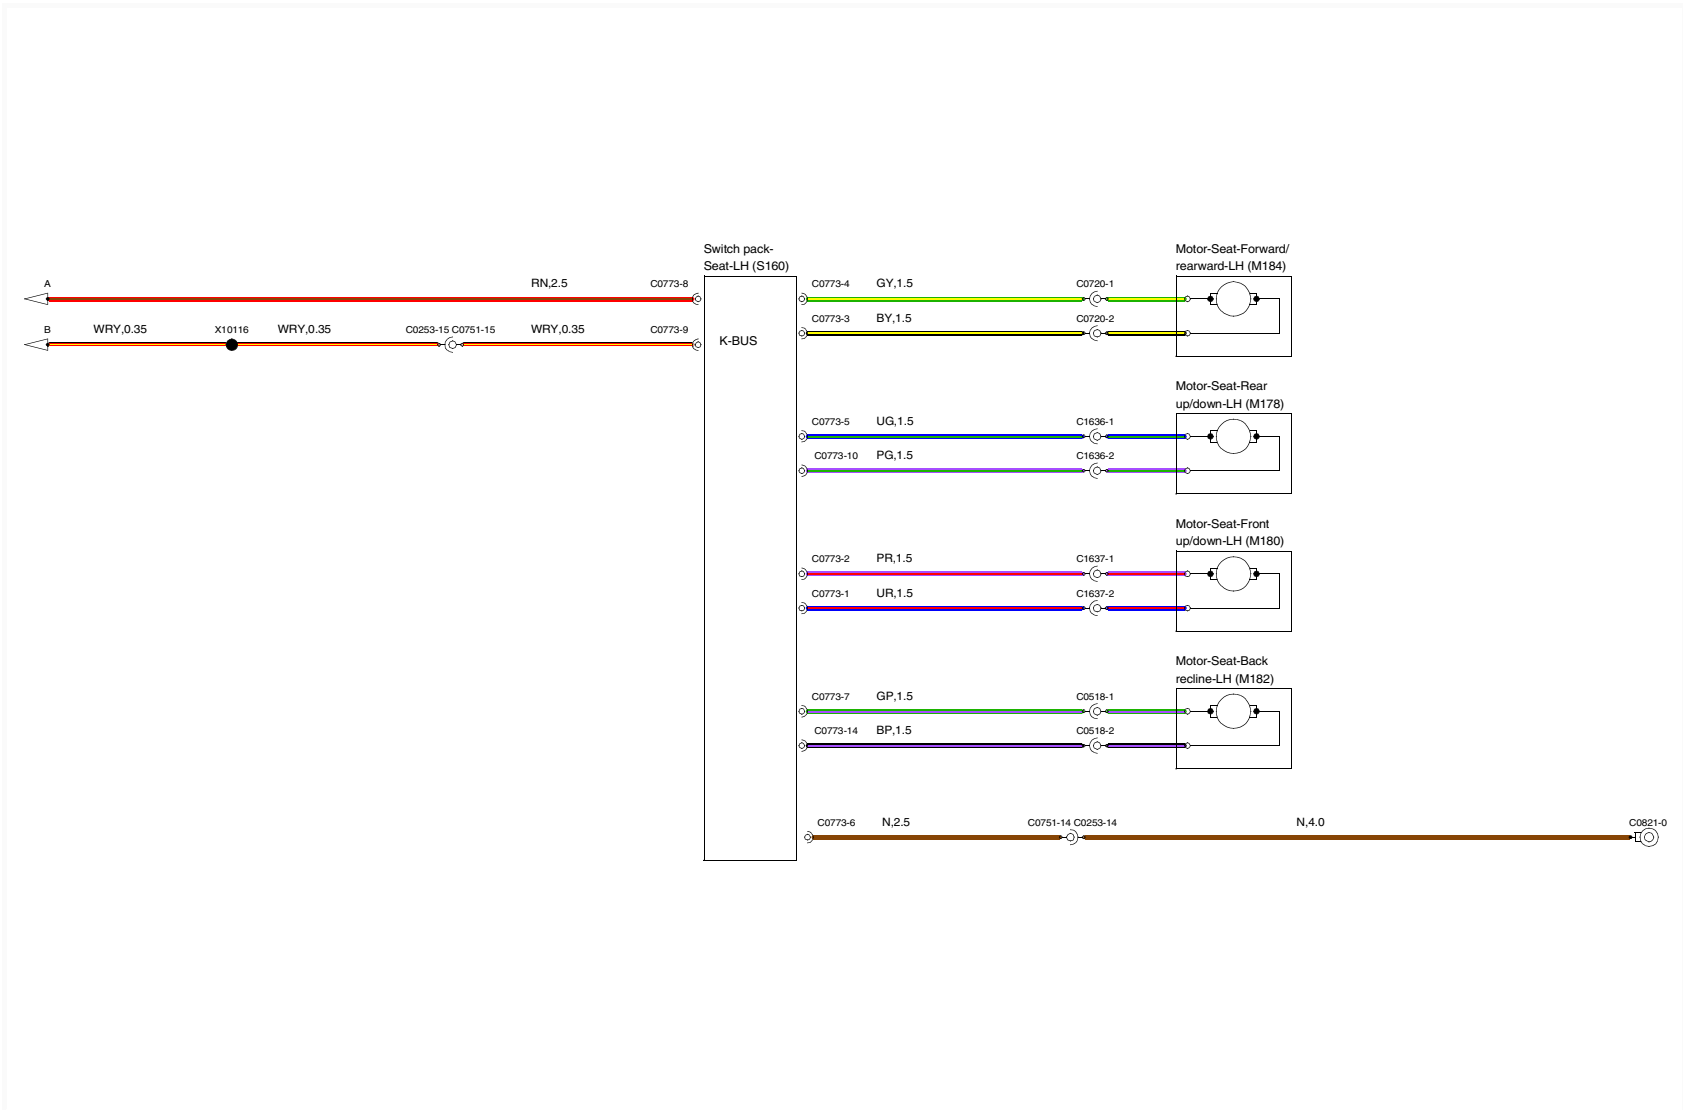 Switch pack-
Seat-LH (S160)
Motor-Seat-Forward/
rearward-LH (M184)
A
RN,2.5
C0773-8
C0773-4
GY,1.5
C0720-1
B
WRY,0.35
X10116
WRY,0.35
C0253-15 C0751-15
WRY,0.35
C0773-9
C0773-3
BY,1.5
C0720-2
K-BUS
Motor-Seat-Rear
up/down-LH (M178)
C0773-5
UG,1.5
C1636-1
C0773-10
PG,1.5
C1636-2
Motor-Seat-Front
up/down-LH (M180)
C0773-2
PR,1.5
C1637-1
C0773-1
UR,1.5
C1637-2
Motor-Seat-Back
recline-LH (M182)
C0773-7
GP,1.5
C0518-1
C0773-14
BP,1.5
C0518-2
C0773-6
N,2.5
C0751-14 C0253-14
N,4.0
C0821-0